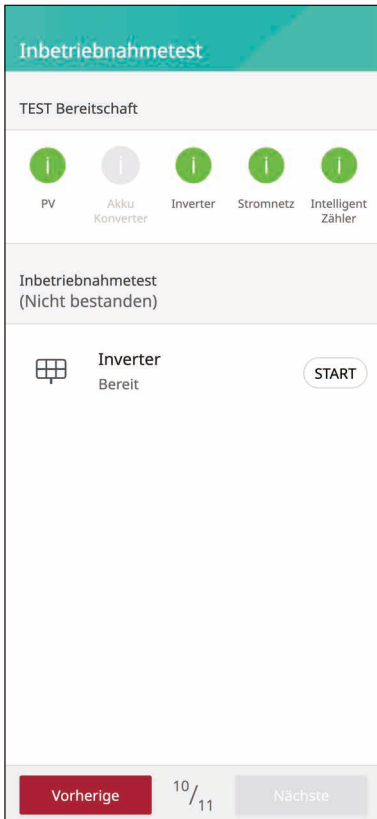 Inbetriebnahmetest
TEST Bereitschaft
i i i i i
PV Akku Inverter Stromnetz Intelligent
Konverter Zähler
Inbetriebnahmetest
(Nicht bestanden)
Inverter
Bereit
START
Vorherige 10/11 Nächste